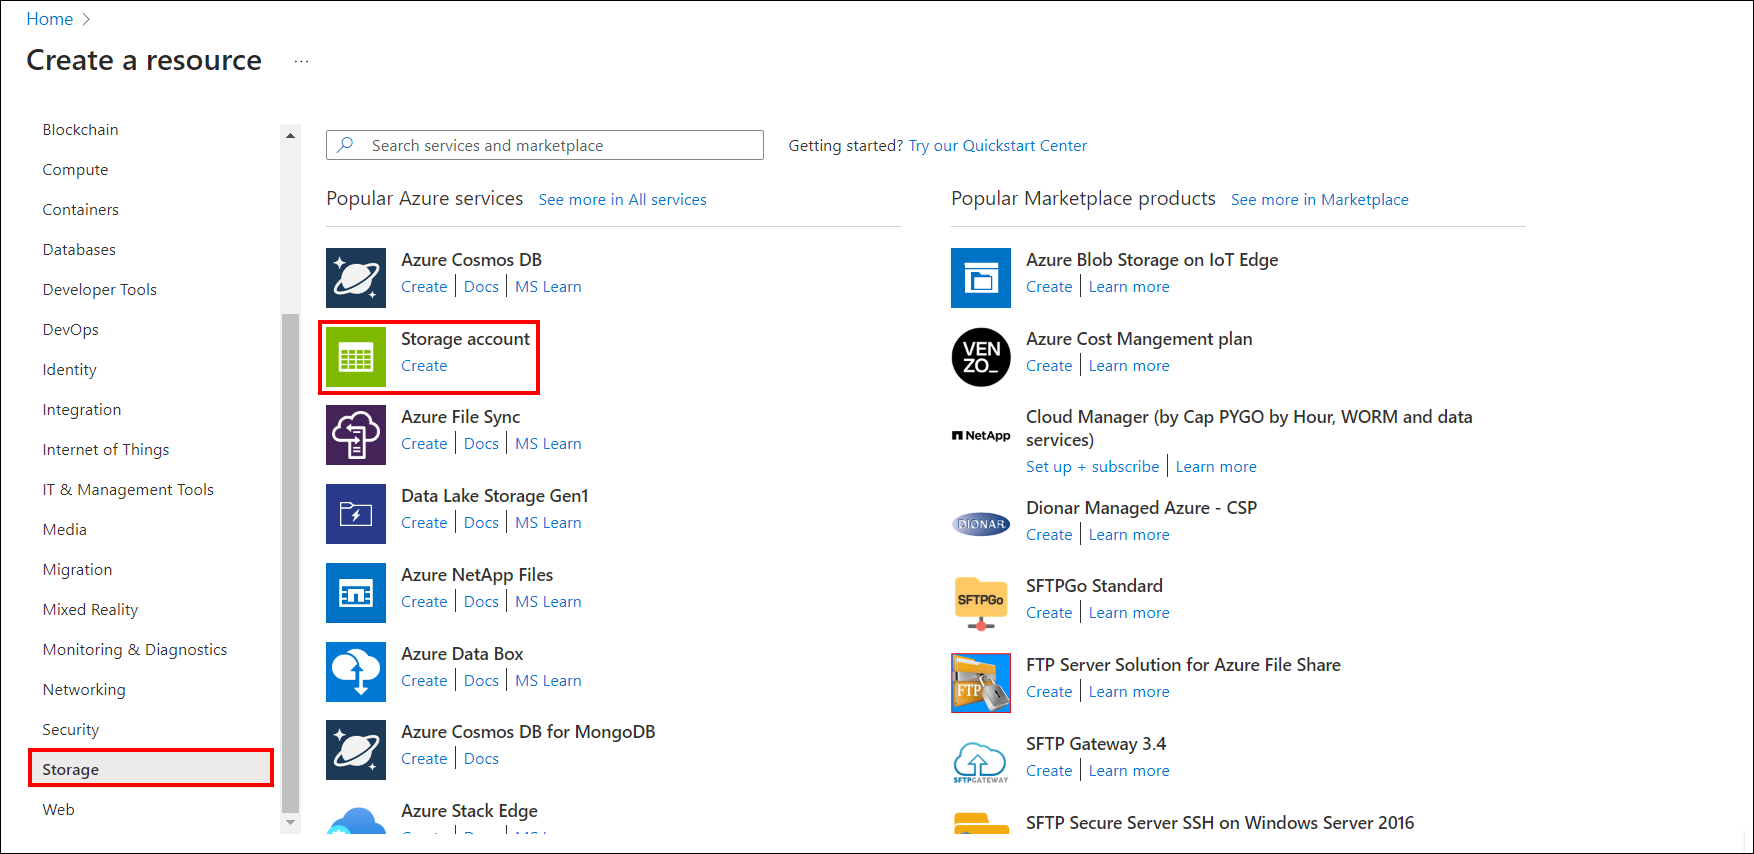 Home
Create a resource
...
Blockchain
Compute
Containers
Databases
Developer Tools
DevOps
Identity
Integration
Internet of Things
IT & Management Tools
Media
Migration
Mixed Reality
Monitoring & Diagnostics
Networking
Security
Storage
Web
Search services and marketplace
Getting started? Try our Quickstart Center
Popular Azure services See more in All services
Azure Cosmos DB
Create | Docs | MS Learn
Storage account
Create
Azure File Sync
Create | Docs | MS Learn
Data Lake Storage Gen1
Create | Docs | MS Learn
Azure NetApp Files
Create | Docs | MS Learn
Azure Data Box
Create | Docs | MS Learn
Azure Cosmos DB for MongoDB
Create | Docs
Azure Stack Edge
Popular Marketplace products See more in Marketplace
Azure Blob Storage on IoT Edge
Create | Learn more
VEN
ZO_
Azure Cost Mangement plan
Create | Learn more
NetApp
Cloud Manager (by Cap PYGO by Hour, WORM and data
services)
Set up + subscribe | Learn more
DIONAR
Dionar Managed Azure - CSP
Create | Learn more
SFTPGo
SFTPGo Standard
Create | Learn more
FTP
FTP Server Solution for Azure File Share
Create | Learn more
SFTPGATEWAY
SFTP Gateway 3.4
Create | Learn more
SFTP Secure Server SSH on Windows Server 2016